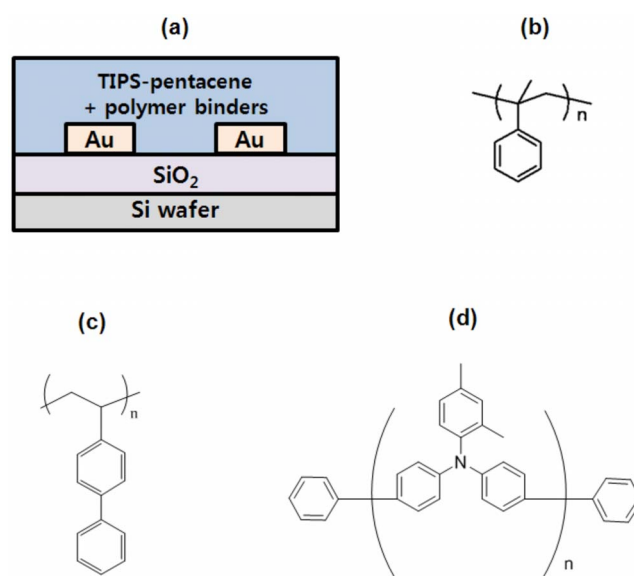 (a)
(b)
TIPS-pentacene
+ polymer binders
Au
Au
SiO₂
Si wafer
n
(c)
(d)
n
N
n